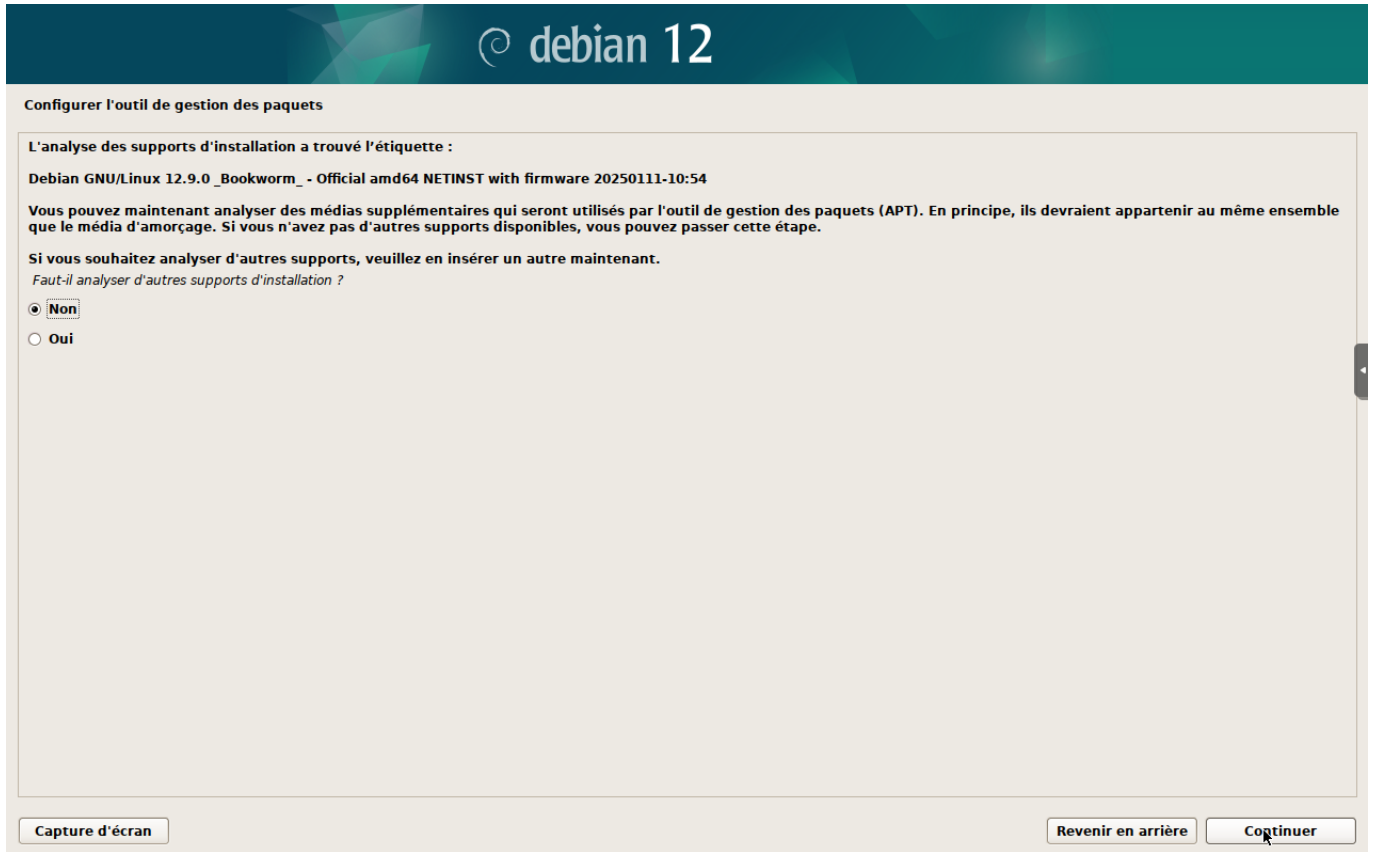 debian 12
Configurer l'outil de gestion des paquets
L'analyse des supports d'installation a trouvé l’étiquette :
Debian GNU/Linux 12.9.0 _Bookworm_ - Official amd64 NETINST with firmware 20250111-10:54
Vous pouvez maintenant analyser des médias supplémentaires qui seront utilisés par l'outil de gestion des paquets (APT). En principe, ils devraient appartenir au même ensemble
que le média d'amorçage. Si vous n'avez pas d'autres supports disponibles, vous pouvez passer cette étape.
Si vous souhaitez analyser d'autres supports, veuillez en insérer un autre maintenant.
Faut-il analyser d'autres supports d'installation ?
Non
Oui
Capture d'écran Revenir en arrière Continuer